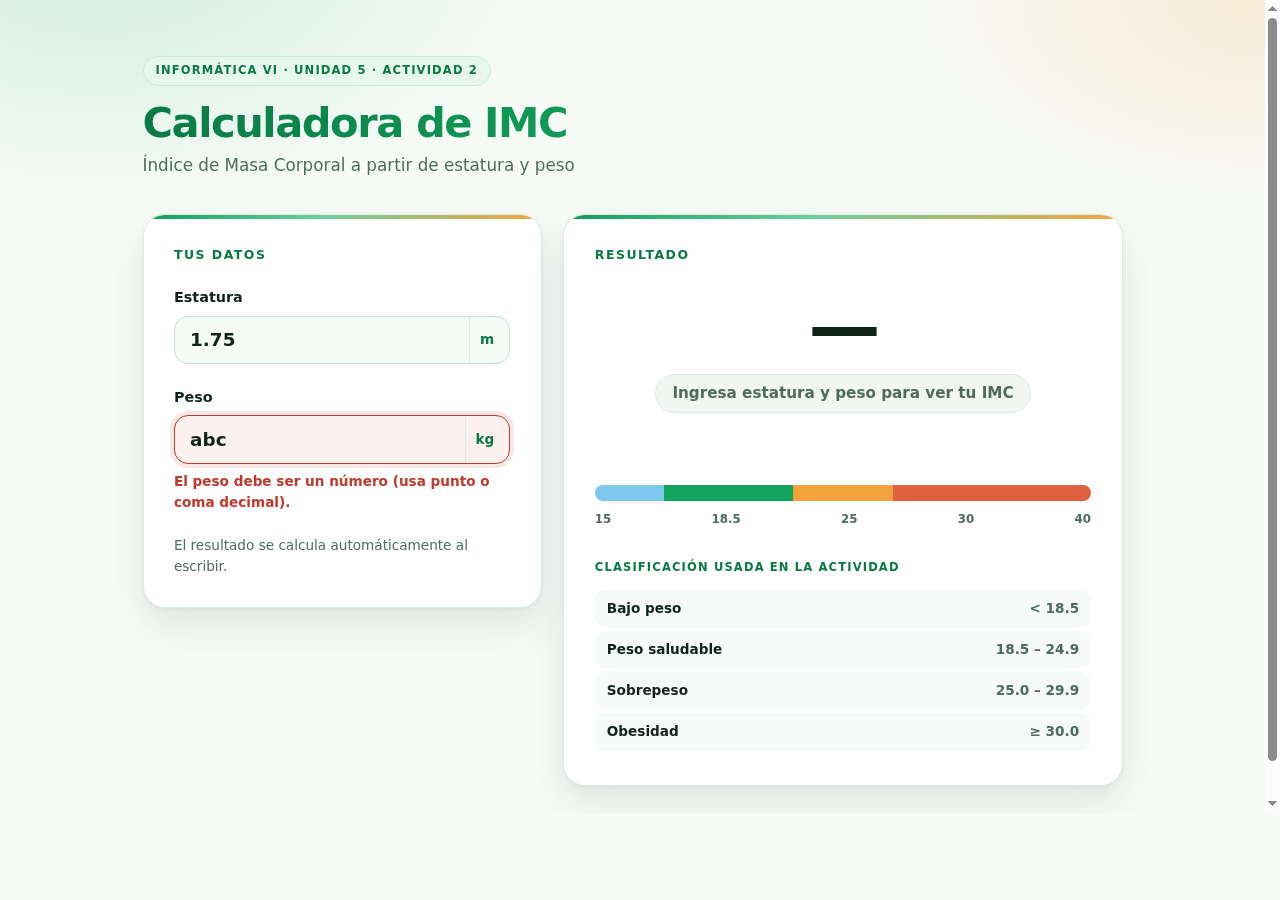 INFORMÁTICA VI · UNIDAD 5 · ACTIVIDAD 2
Calculadora de IMC
Índice de Masa Corporal a partir de estatura y peso
TUS DATOS
Estatura
1.75 m
Peso
abc kg
El peso debe ser un número (usa punto o
coma decimal).
El resultado se calcula automáticamente al
escribir.
RESULTADO
—
Ingresa estatura y peso para ver tu IMC
15 18.5 25 30 40
CLASIFICACIÓN USADA EN LA ACTIVIDAD
Bajo peso < 18.5
Peso saludable 18.5 – 24.9
Sobrepeso 25.0 – 29.9
Obesidad ≥ 30.0